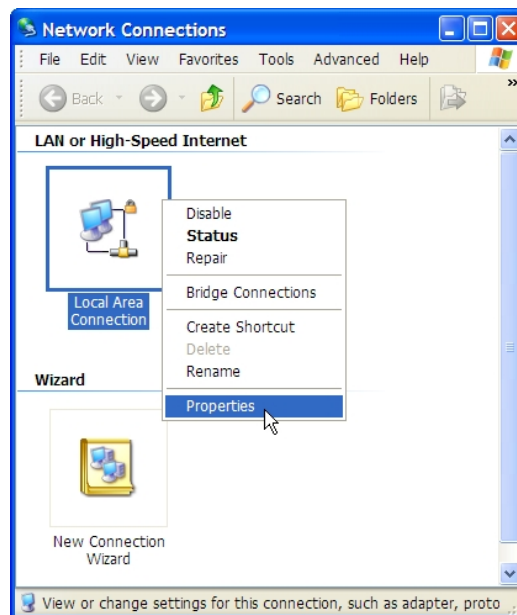 Network Connections
File Edit View Favorites Tools Advanced Help
Back Search Folders »
LAN or High-Speed Internet
Local Area
Connection
Disable
Status
Repair
Bridge Connections
Create Shortcut
Delete
Rename
Properties
Wizard
New Connection
Wizard
View or change settings for this connection, such as adapter, proto